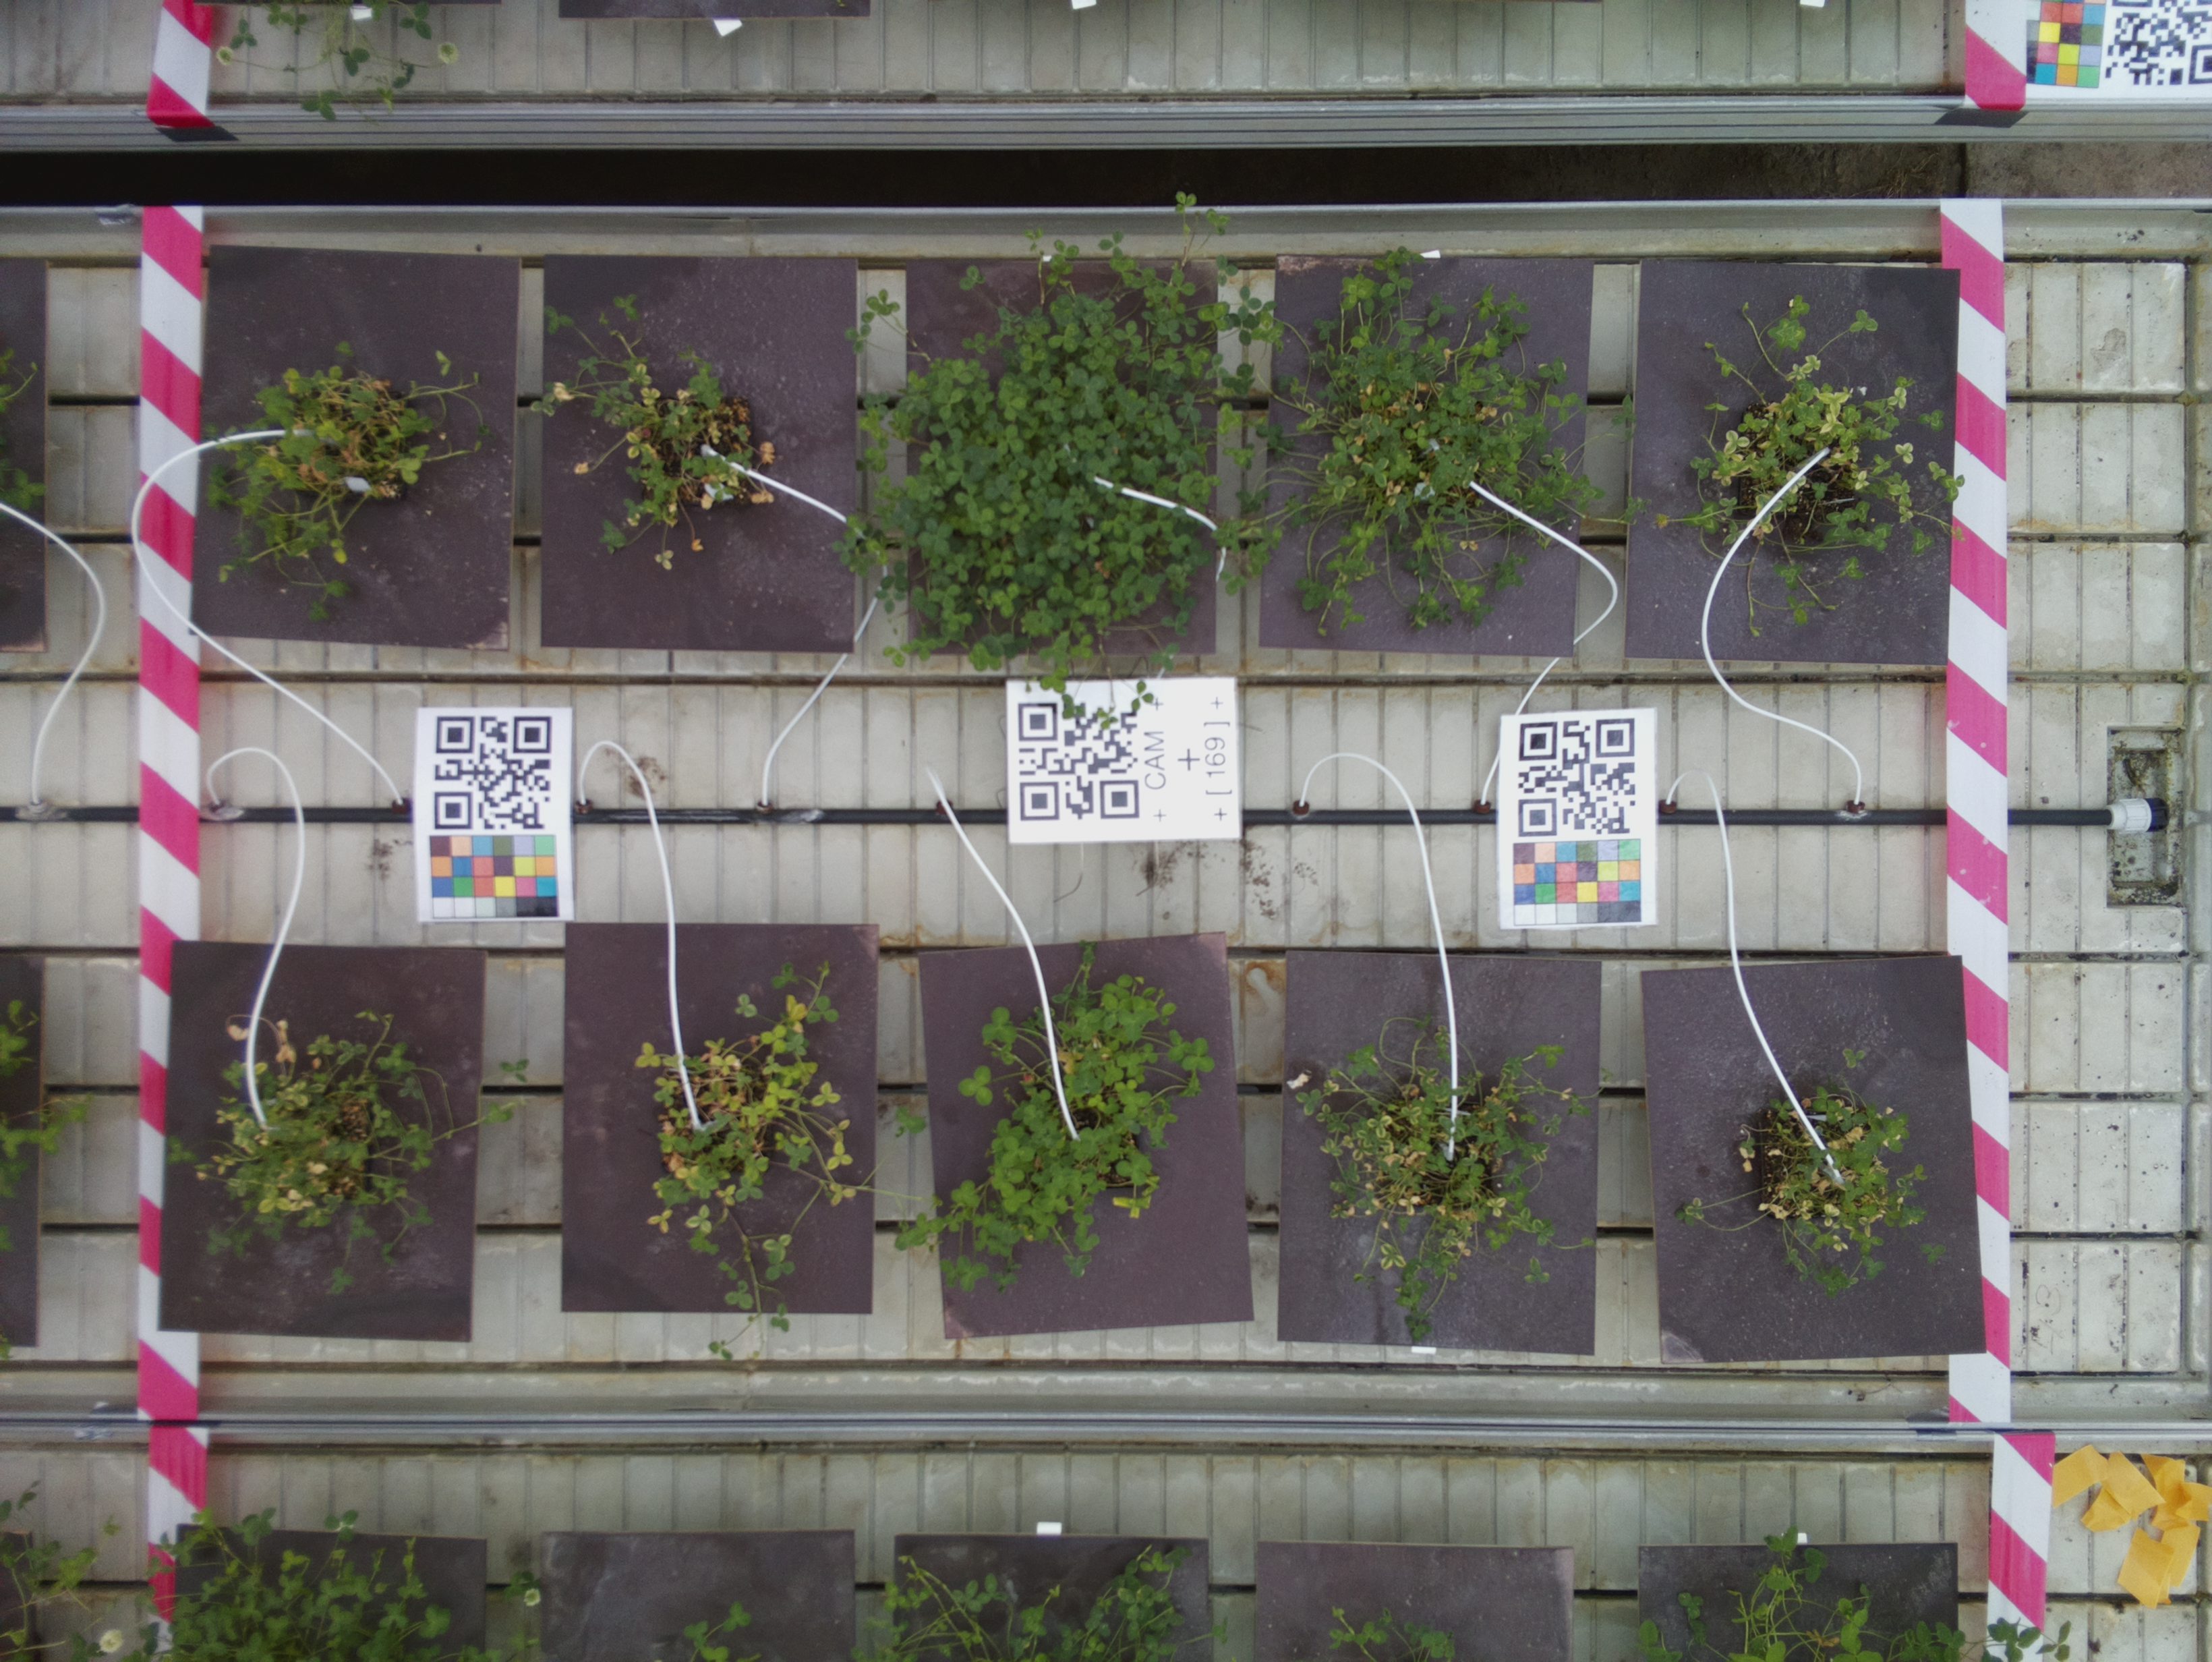 + CAM +
+
+ [ 169 ] +